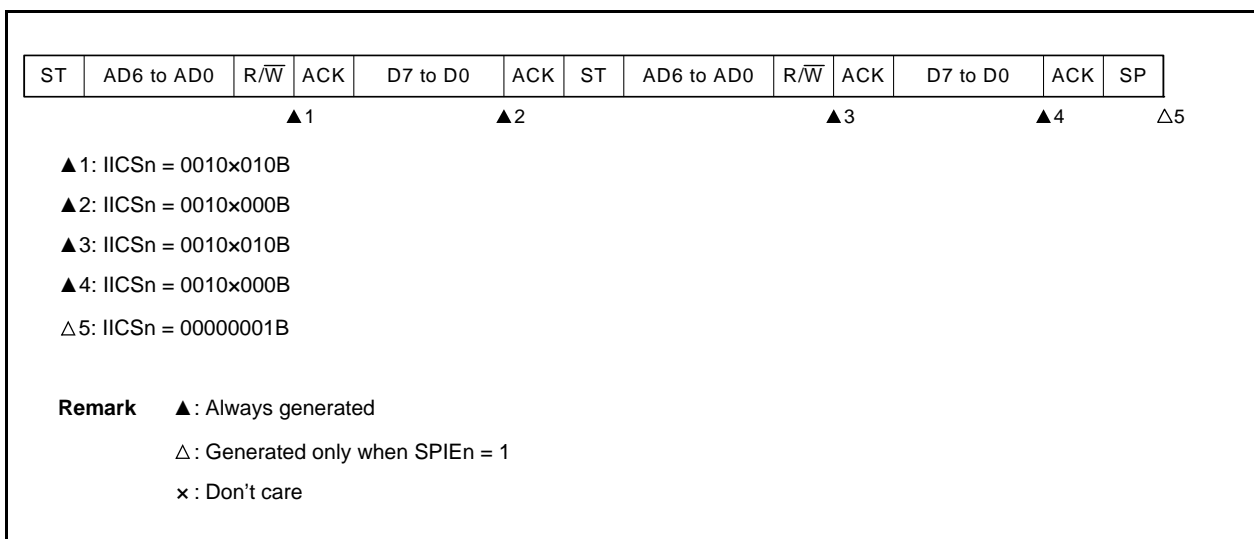 ST AD6 to AD0 R/W̅ ACK D7 to D0 ACK ST AD6 to AD0 R/W̅ ACK D7 to D0 ACK SP
▲1 ▲2 ▲3 ▲4 △5
▲1: IICSn = 0010×010B
▲2: IICSn = 0010×000B
▲3: IICSn = 0010×010B
▲4: IICSn = 0010×000B
△5: IICSn = 00000001B
Remark ▲: Always generated
△: Generated only when SPIEn = 1
×: Don't care